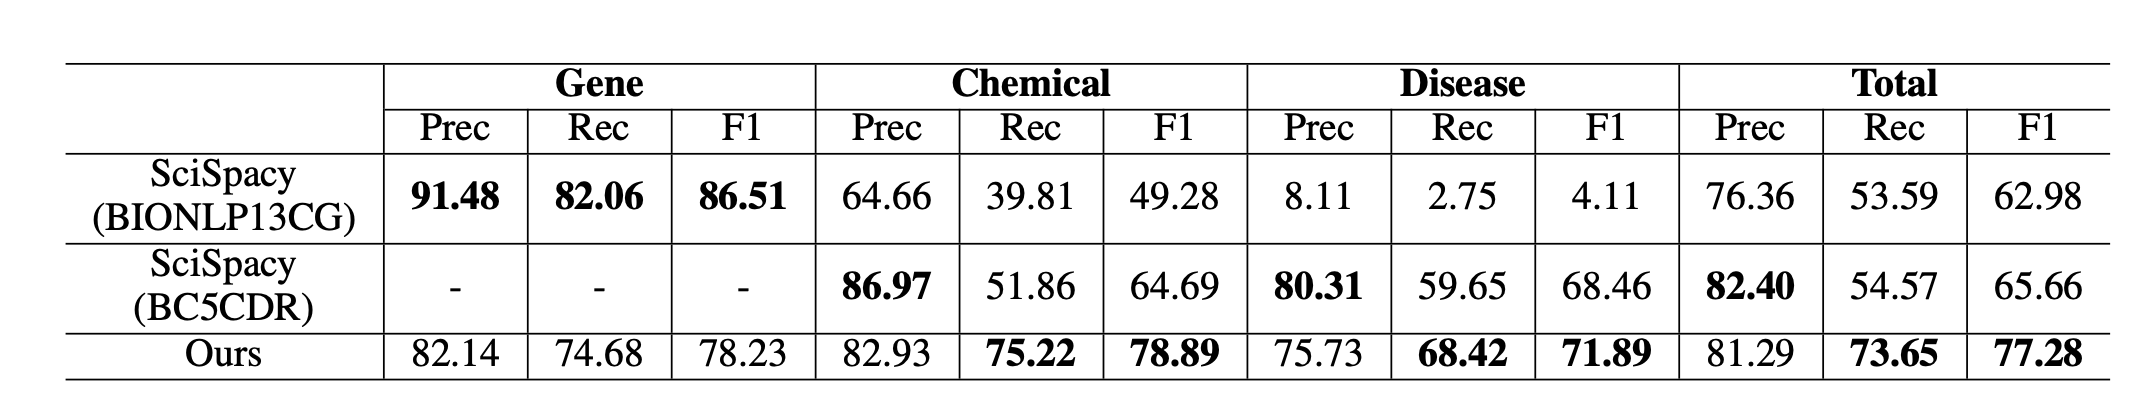 Gene Chemical Disease Total
Prec Rec F1 Prec Rec F1 Prec Rec F1 Prec Rec F1
SciSpacy
(BIONLP13CG) 91.48 82.06 86.51 64.66 39.81 49.28 8.11 2.75 4.11 76.36 53.59 62.98
SciSpacy
(BC5CDR) - - - 86.97 51.86 64.69 80.31 59.65 68.46 82.40 54.57 65.66
Ours 82.14 74.68 78.23 82.93 75.22 78.89 75.73 68.42 71.89 81.29 73.65 77.28